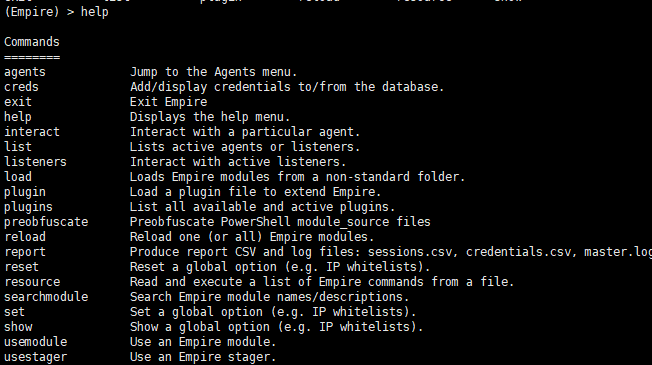 (Empire) > help
Commands
========
agents Jump to the Agents menu.
creds Add/display credentials to/from the database.
exit Exit Empire
help Displays the help menu.
interact Interact with a particular agent.
list Lists active agents or listeners.
listeners Interact with active listeners.
load Loads Empire modules from a non-standard folder.
plugin Load a plugin file to extend Empire.
plugins List all available and active plugins.
preobfuscate Preobfuscate PowerShell module_source files
reload Reload one (or all) Empire modules.
report Produce report CSV and log files: sessions.csv, credentials.csv, master.log
reset Reset a global option (e.g. IP whitelists).
resource Read and execute a list of Empire commands from a file.
searchmodule Search Empire module names/descriptions.
set Set a global option (e.g. IP whitelists).
show Show a global option (e.g. IP whitelists).
usemodule Use an Empire module.
usestager Use an Empire stager.